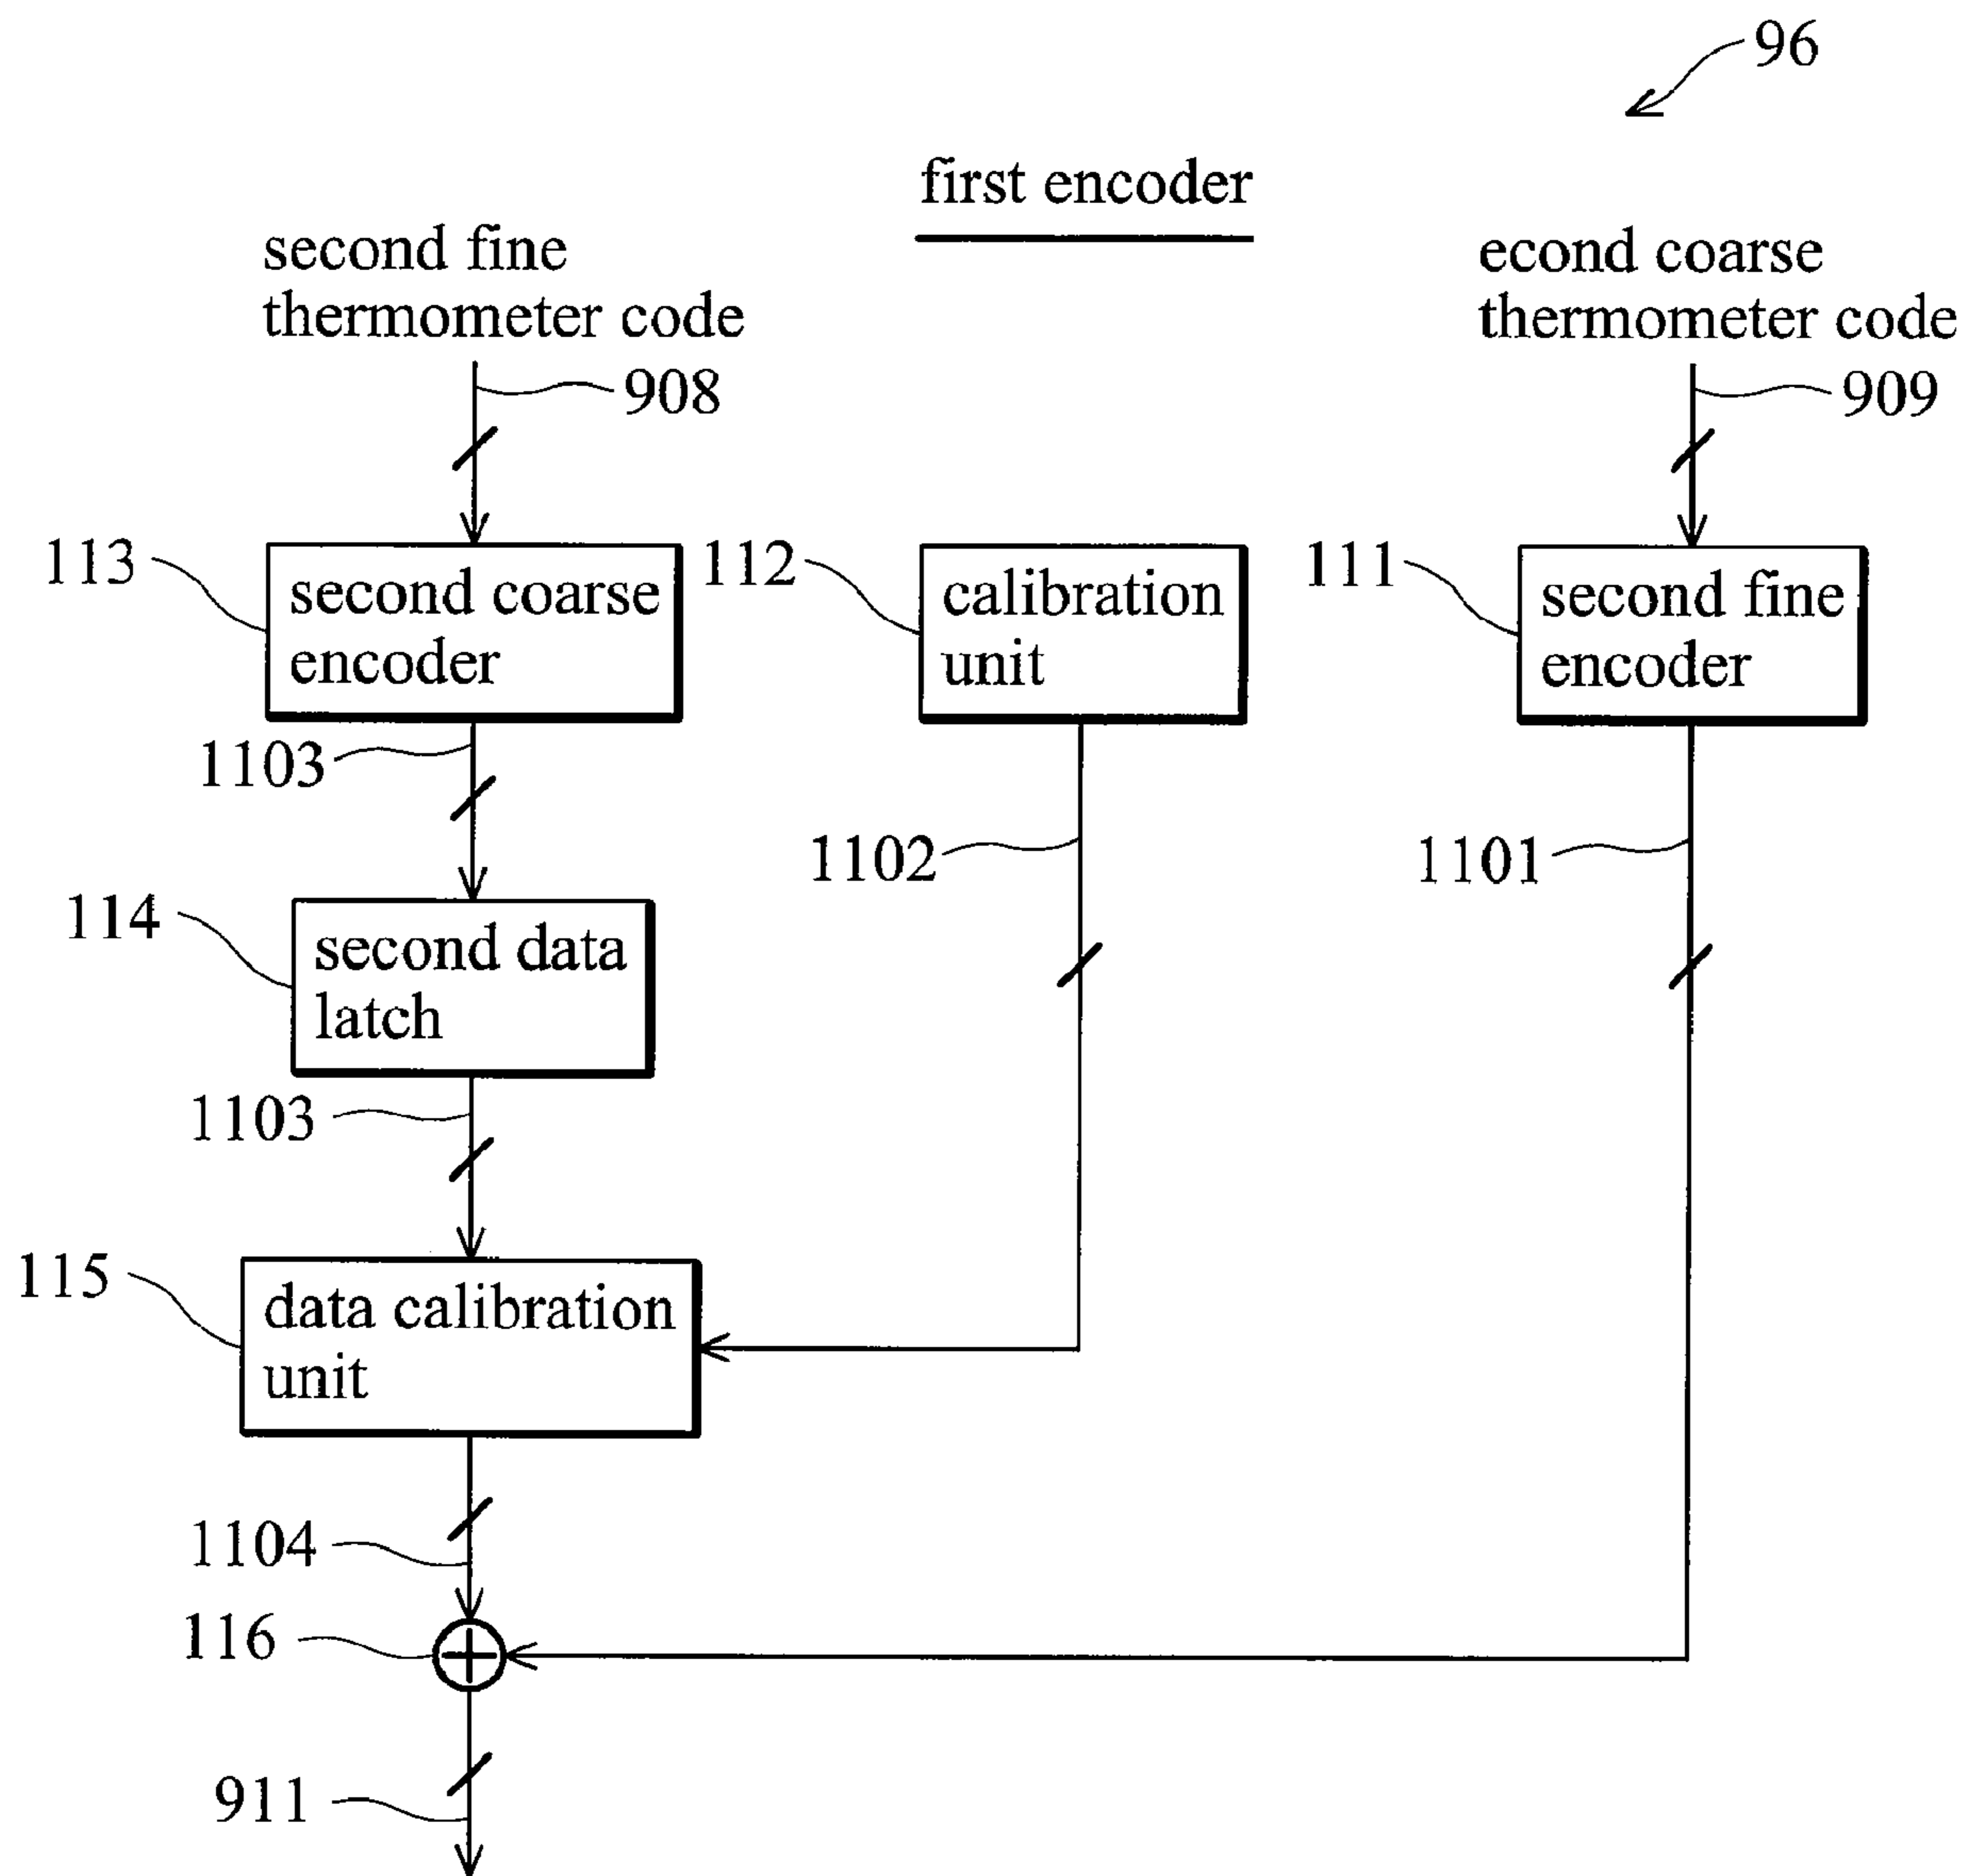 96
first encoder
second fine
thermometer code
908
econd coarse
thermometer code
909
113
second coarse
encoder
112
calibration
unit
111
second fine
encoder
1103
1102
1101
114
second data
latch
1103
115
data calibration
unit
1104
116
911